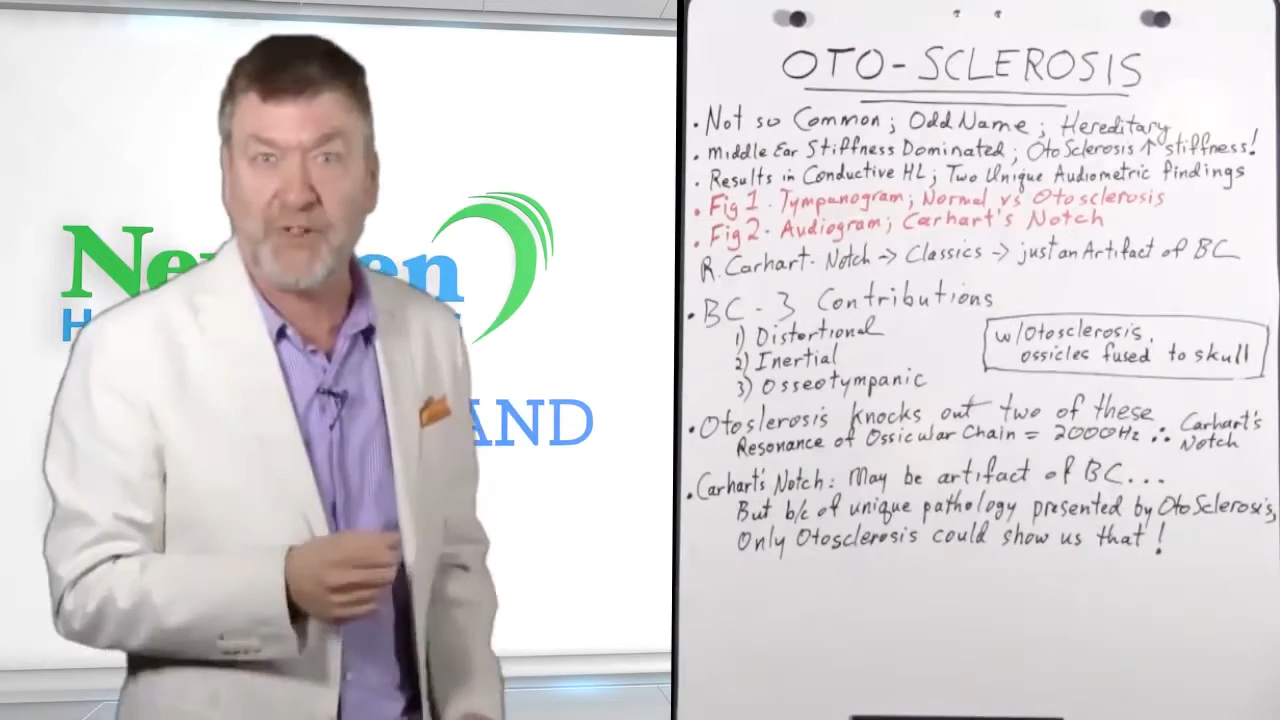 OTO-SCLEROSIS
• Not so Common; Odd Name; Hereditary
• Middle Ear Stiffness Dominated; OtoSclerosis ↑ stiffness!
• Results in Conductive HL; Two Unique Audiometric findings
• Fig 1. Tympanogram; Normal vs Otosclerosis
• Fig 2. Audiogram; Carhart's Notch
R. Carhart. Notch → Classics → just an Artifact of BC
• BC - 3 Contributions
1) Distortional
2) Inertial
3) Osseotympanic
w/Otosclerosis,
ossicles fused to skull
• Otoslerosis knocks out two of these
Resonance of Ossicular Chain = 2000Hz ∴ Carhart's Notch
• Carhart's Notch: May be artifact of BC...
But b/c of unique pathology presented by OtoSclerosis,
Only Otosclerosis could show us that!